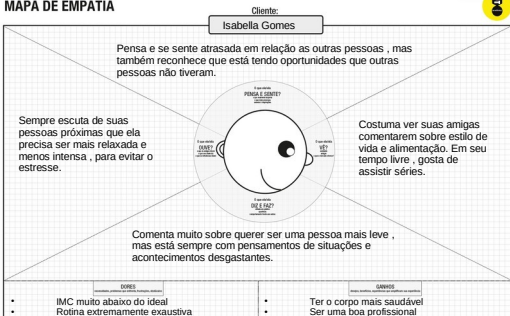 MAPA DE EMPATIA
Cliente:
Isabella Gomes
Pensa e se sente atrasada em relação as outras pessoas , mas
também reconhece que está tendo oportunidades que outras
pessoas não tiveram.
PENSA E SENTE?
Sempre escuta de suas
pessoas próximas que ela
precisa ser mais relaxada e
menos intensa , para evitar o
estresse.
OUVE?
VÊ?
Costuma ver suas amigas
comentarem sobre estilo de
vida e alimentação. Em seu
tempo livre , gosta de
assistir séries.
DIZ E FAZ?
Comenta muito sobre querer ser uma pessoa mais leve ,
mas está sempre com pensamentos de situações e
acontecimentos desgastantes.
DORES
• IMC muito abaixo do ideal
• Rotina extremamente exaustiva
GANHOS
• Ter o corpo mais saudável
• Ser uma boa profissional